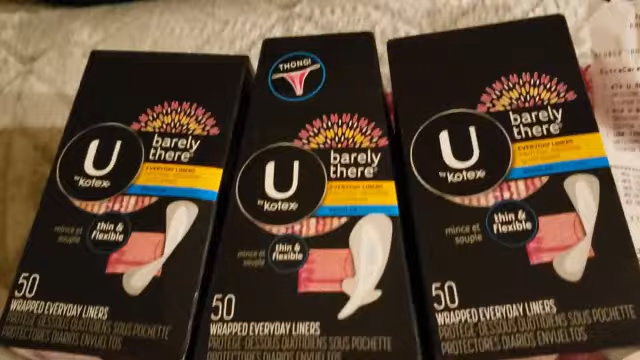 U
by Kotex
barely
there
EVERYDAY LINERS
thin &
flexible
mince et
souple
50
WRAPPED EVERYDAY LINERS
PROTÈGE-DESSOUS QUOTIDIENS SOUS POCHETTE
PROTECTORES DIARIOS ENVUELTOS
THONG!
U
by Kotex
barely
there
EVERYDAY LINERS
thin &
flexible
mince et
souple
50
WRAPPED EVERYDAY LINERS
PROTÈGE-DESSOUS QUOTIDIENS SOUS POCHETTE
PROTECTORES DIARIOS ENVUELTOS
U
by Kotex
barely
there
EVERYDAY LINERS
thin &
flexible
mince et
souple
50
WRAPPED EVERYDAY LINERS
PROTÈGE-DESSOUS QUOTIDIENS SOUS POCHETTE
PROTECTORES DIARIOS ENVUELTOS
ExtraCare